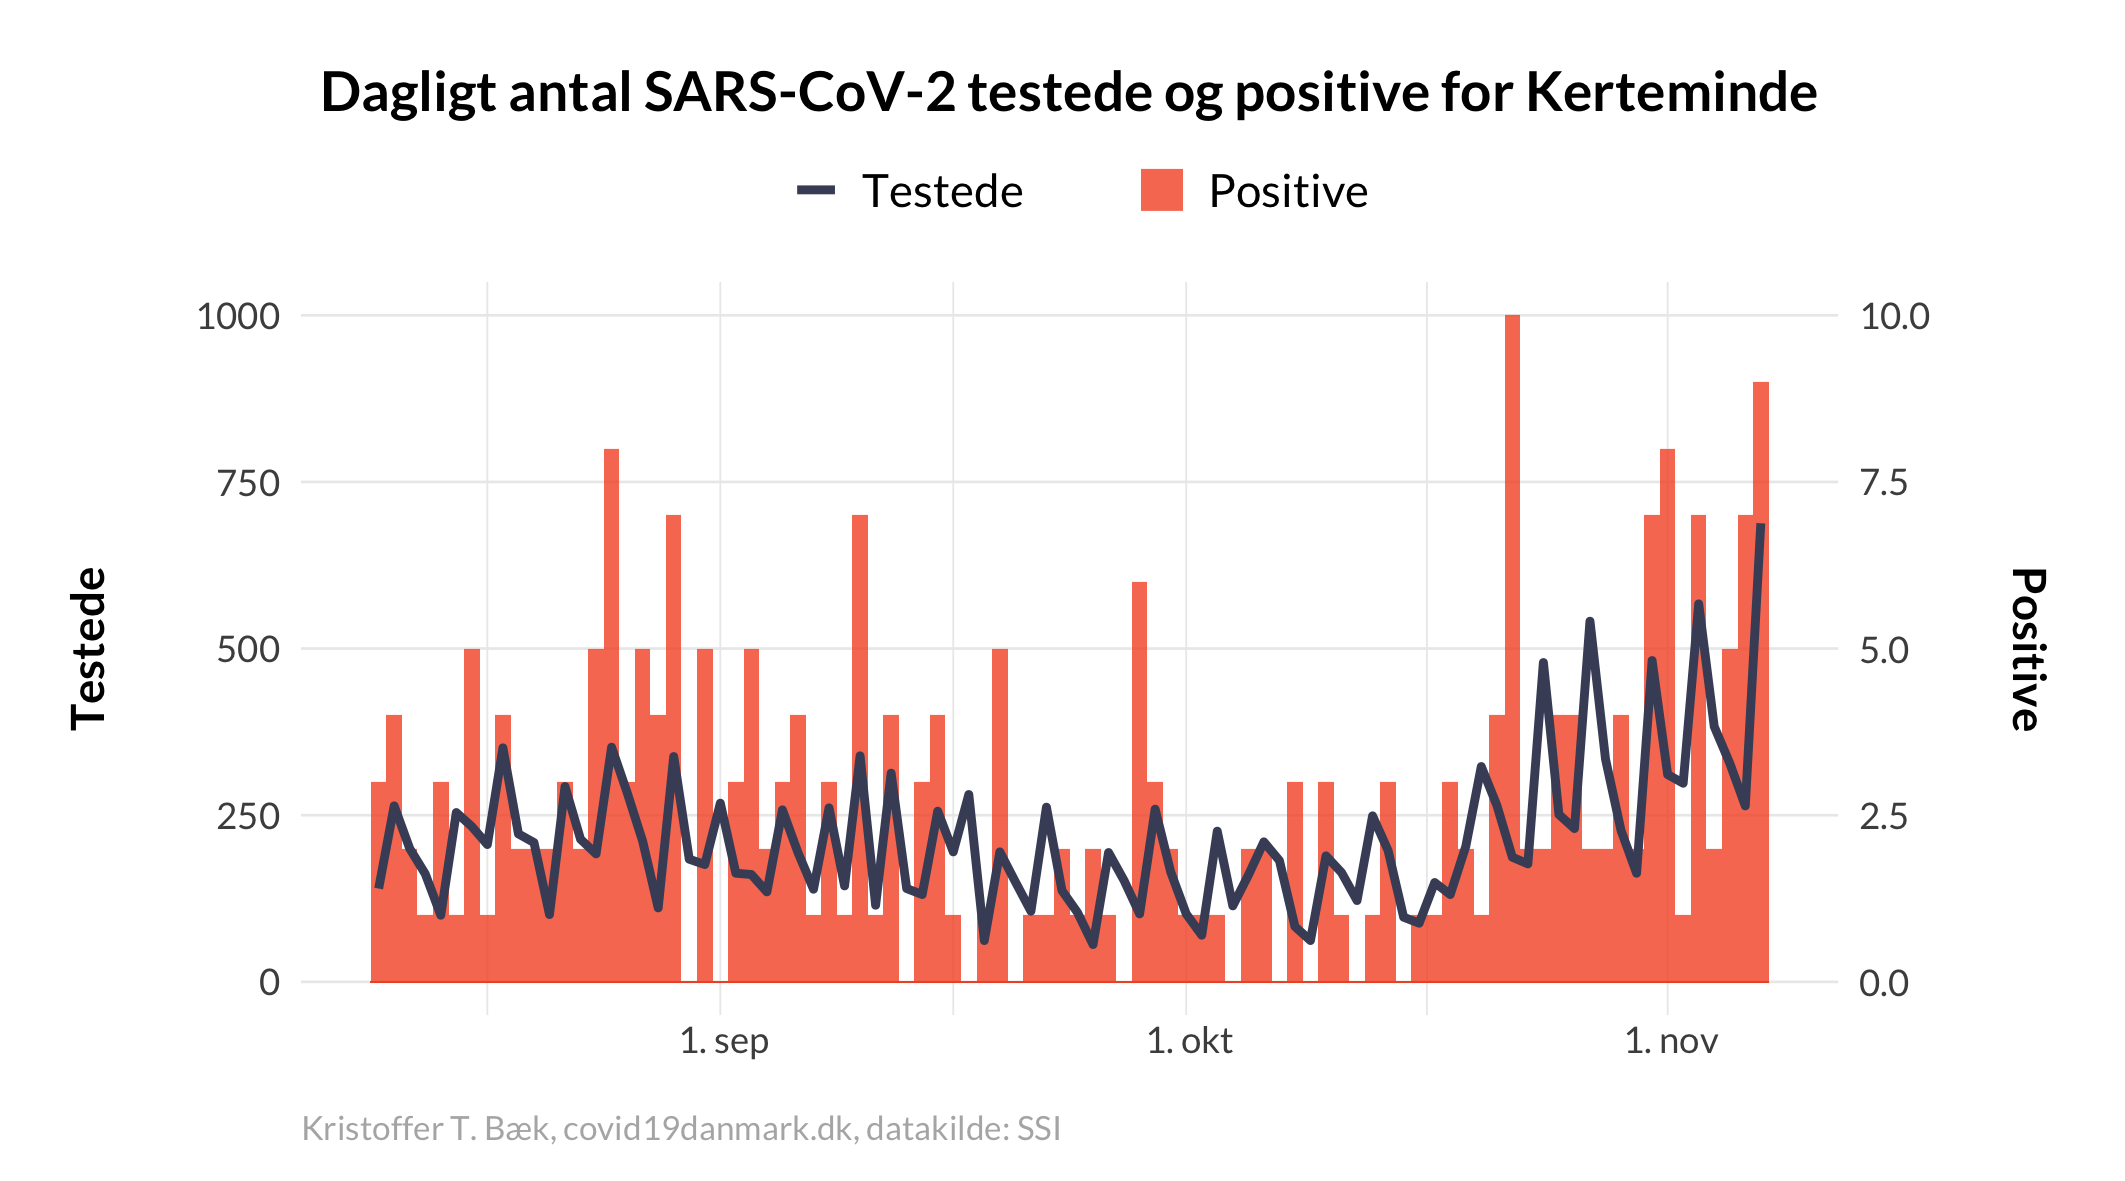 Dagligt antal SARS-CoV-2 testede og positive for Kerteminde
Testede Positive
1000 10.0
750 7.5
500 5.0
250 2.5
0 0.0
Testede
Positive
1. sep 1. okt 1. nov
Kristoffer T. Bæk, covid19danmark.dk, datakilde: SSI